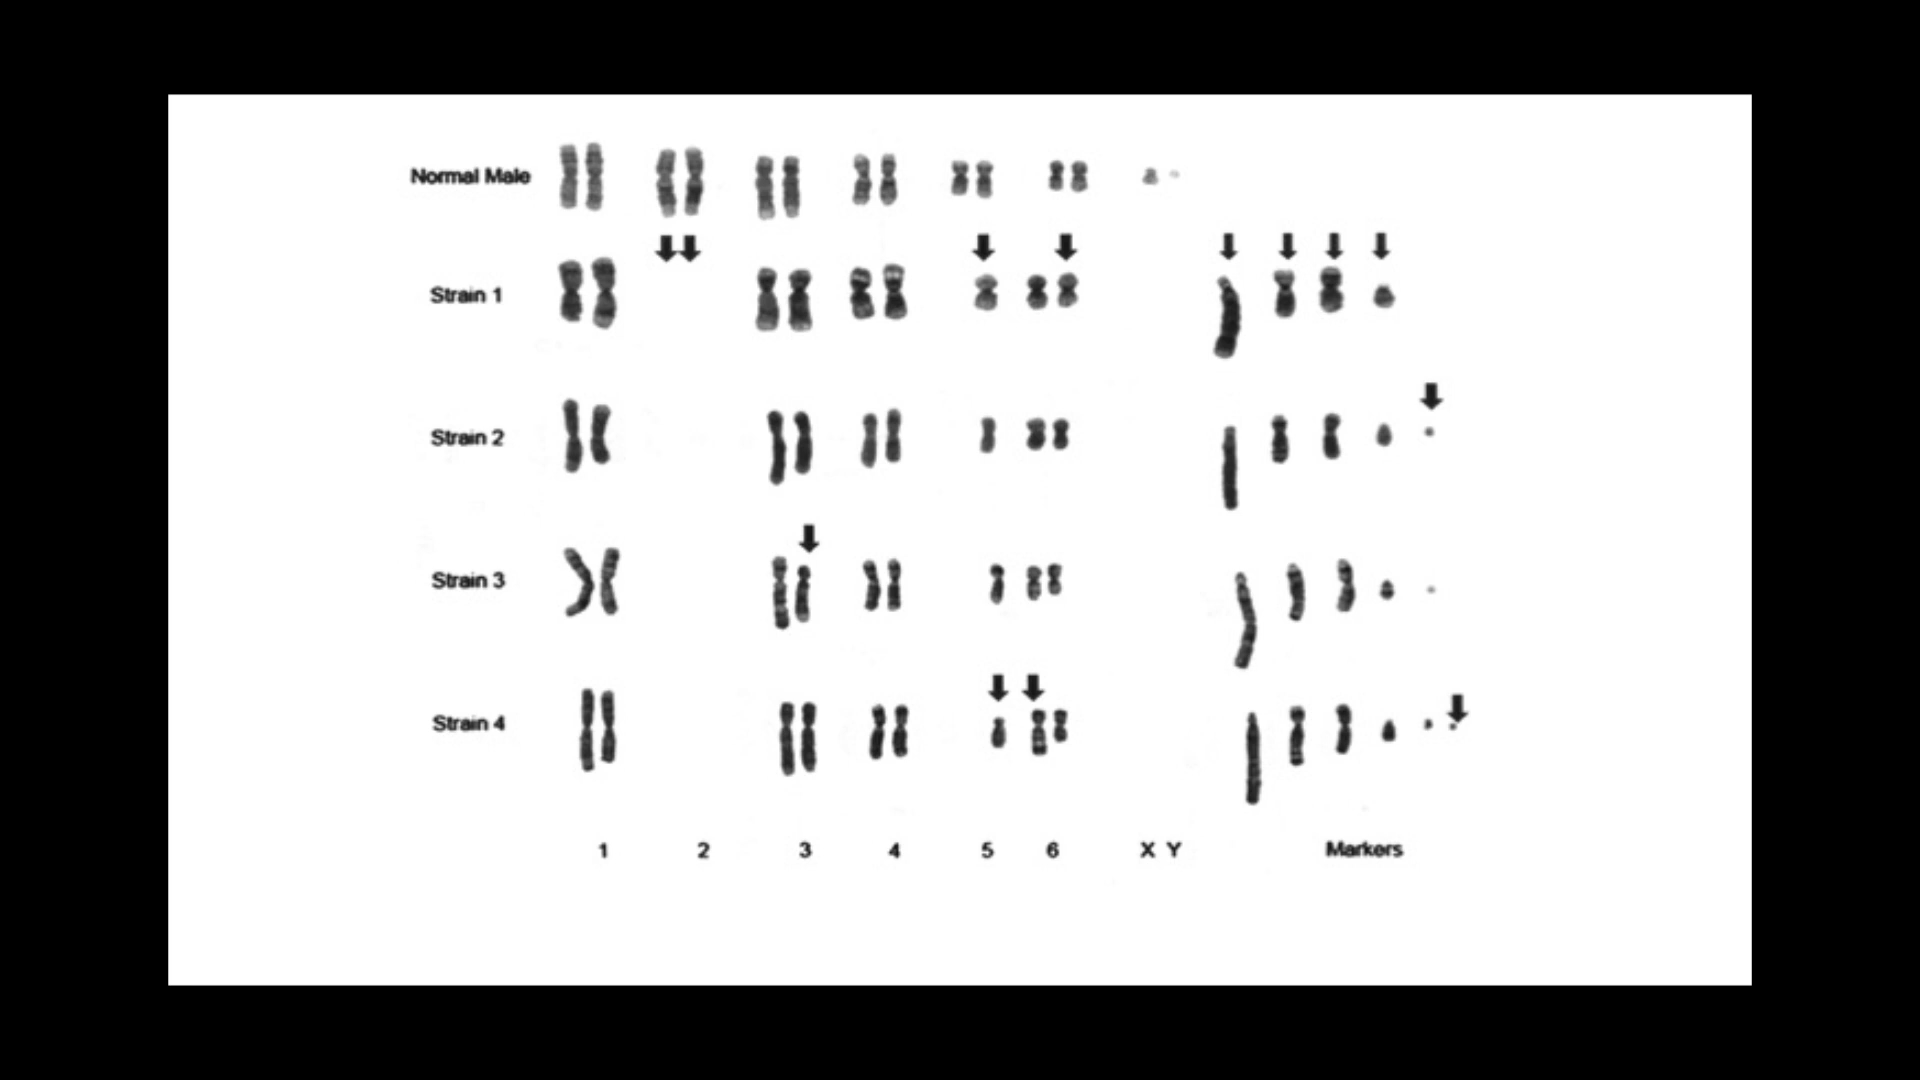 Normal Male
Strain 1
Strain 2
Strain 3
Strain 4
1 2 3 4 5 6 X Y Markers